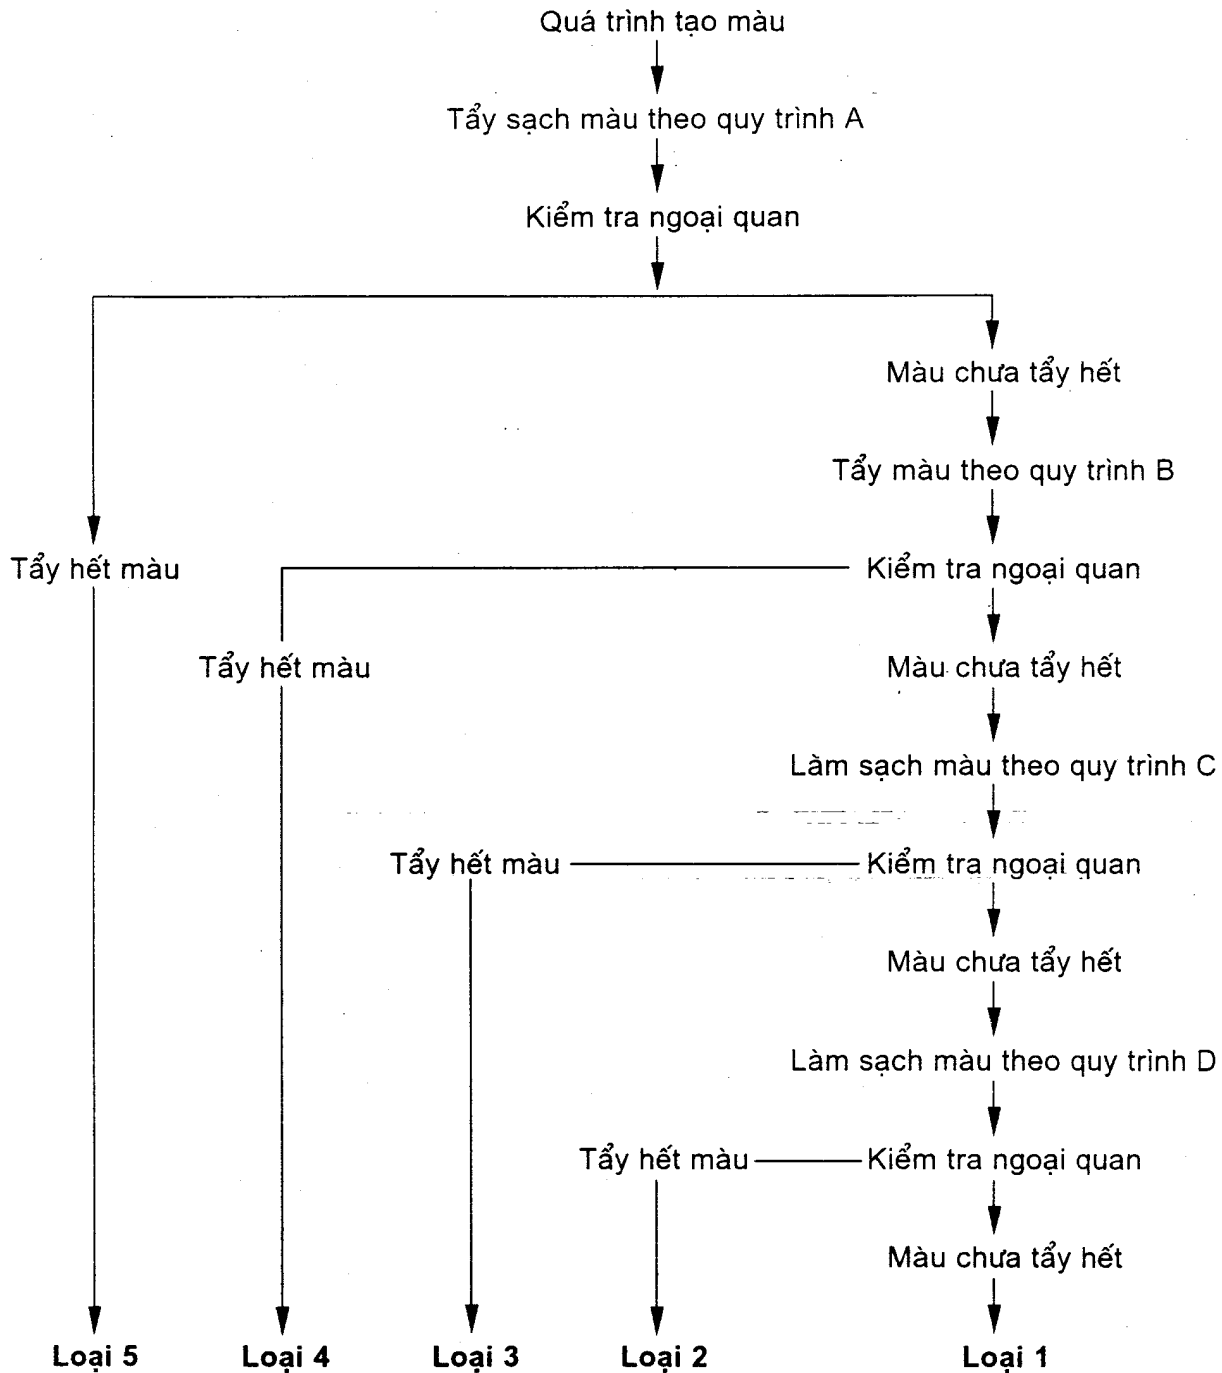 Quá trình tạo màu
Tẩy sạch màu theo quy trình A
Kiểm tra ngoại quan
Màu chưa tẩy hết
Tẩy màu theo quy trình B
Tẩy hết màu
Kiểm tra ngoại quan
Tẩy hết màu
Màu chưa tẩy hết
Làm sạch màu theo quy trình C
Tẩy hết màu
Kiểm tra ngoại quan
Màu chưa tẩy hết
Làm sạch màu theo quy trình D
Tẩy hết màu
Kiểm tra ngoại quan
Màu chưa tẩy hết
Loại 5
Loại 4
Loại 3
Loại 2
Loại 1